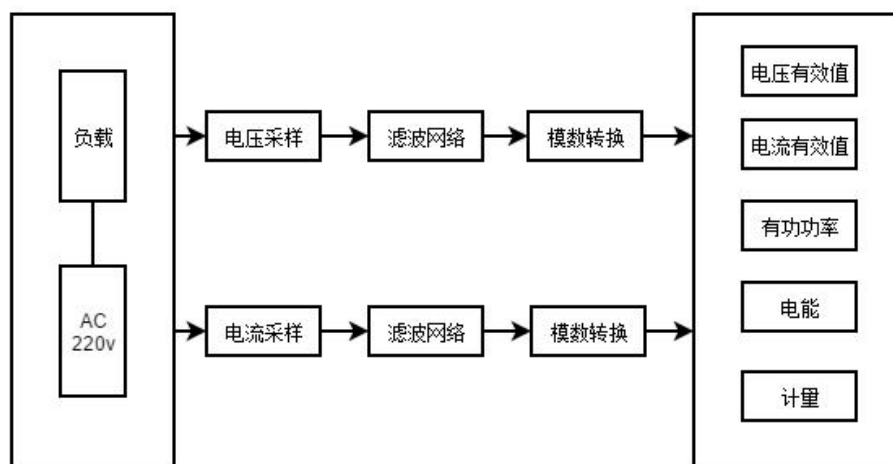 负载
AC
220v
电压采样
滤波网络
模数转换
电流采样
滤波网络
模数转换
电压有效值
电流有效值
有功功率
电能
计量